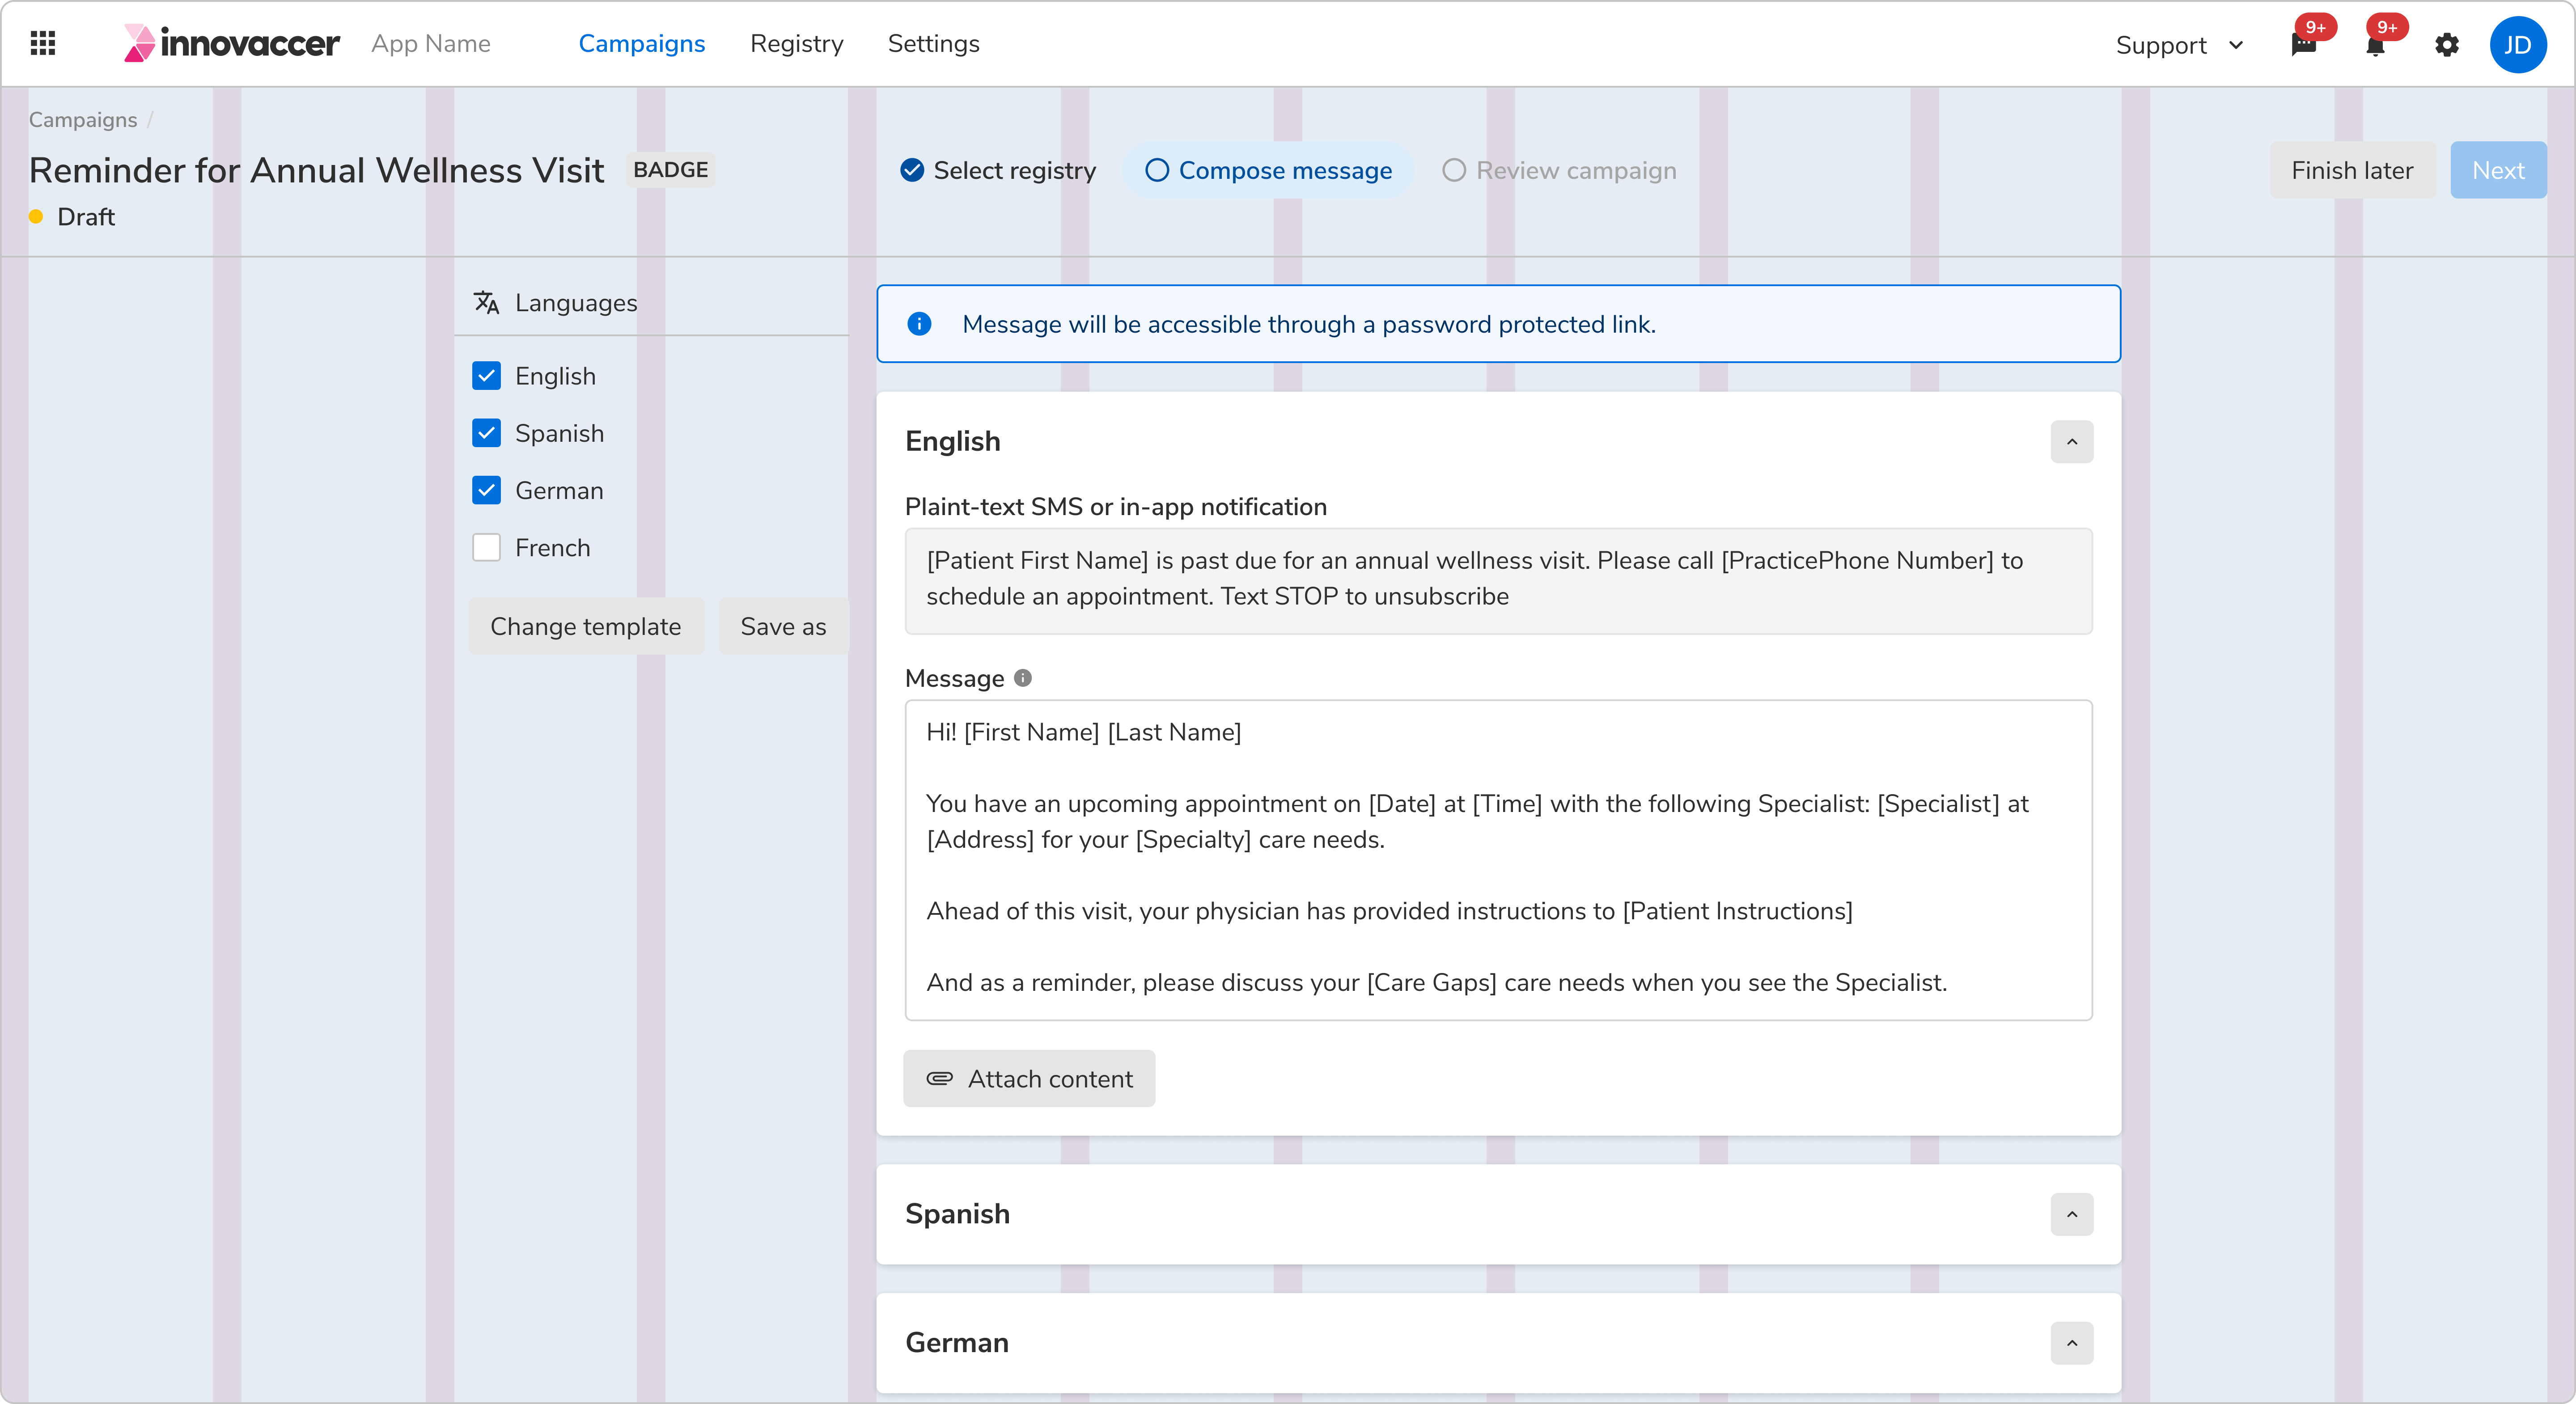 innovaccer App Name Campaigns Registry Settings Support 9+ 9+ JD
Campaigns /
Reminder for Annual Wellness Visit BADGE Select registry Compose message Review campaign Finish later Next
Draft
Languages
English
Spanish
German
French
Change template Save as
Message will be accessible through a password protected link.
English
Plaint-text SMS or in-app notification
[Patient First Name] is past due for an annual wellness visit. Please call [PracticePhone Number] to
schedule an appointment. Text STOP to unsubscribe
Message
Hi! [First Name] [Last Name]
You have an upcoming appointment on [Date] at [Time] with the following Specialist: [Specialist] at
[Address] for your [Specialty] care needs.
Ahead of this visit, your physician has provided instructions to [Patient Instructions]
And as a reminder, please discuss your [Care Gaps] care needs when you see the Specialist.
Attach content
Spanish
German